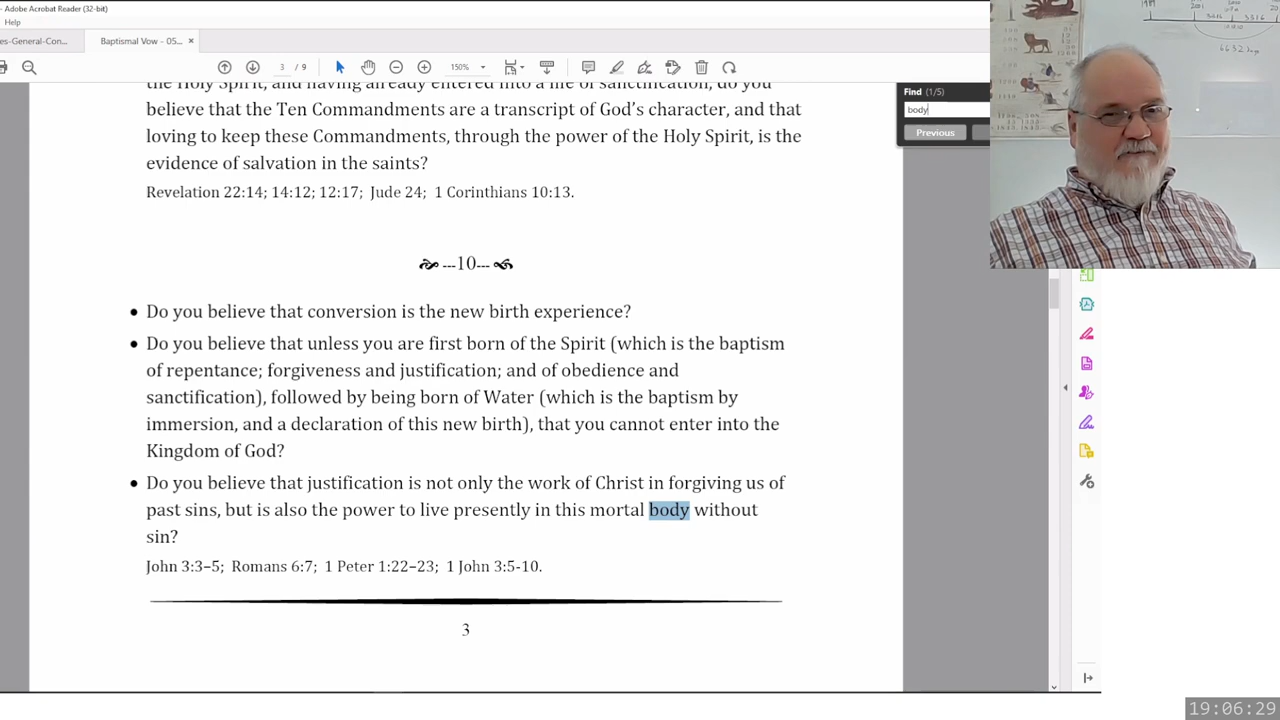 - Adobe Acrobat Reader (32-bit)
Help
es-General-Con...
Baptismal Vow - 05... ×
3 / 9
150%
Find (1/5)
body
Previous
the Holy Spirit, and having already entered into a life of sanctification, do you
believe that the Ten Commandments are a transcript of God's character, and that
loving to keep these Commandments, through the power of the Holy Spirit, is the
evidence of salvation in the saints?
Revelation 22:14; 14:12; 12:17; Jude 24; 1 Corinthians 10:13.
---10---
• Do you believe that conversion is the new birth experience?
• Do you believe that unless you are first born of the Spirit (which is the baptism
of repentance; forgiveness and justification; and of obedience and
sanctification), followed by being born of Water (which is the baptism by
immersion, and a declaration of this new birth), that you cannot enter into the
Kingdom of God?
• Do you believe that justification is not only the work of Christ in forgiving us of
past sins, but is also the power to live presently in this mortal body without
sin?
John 3:3–5; Romans 6:7; 1 Peter 1:22–23; 1 John 3:5-10.
3
19:06:29